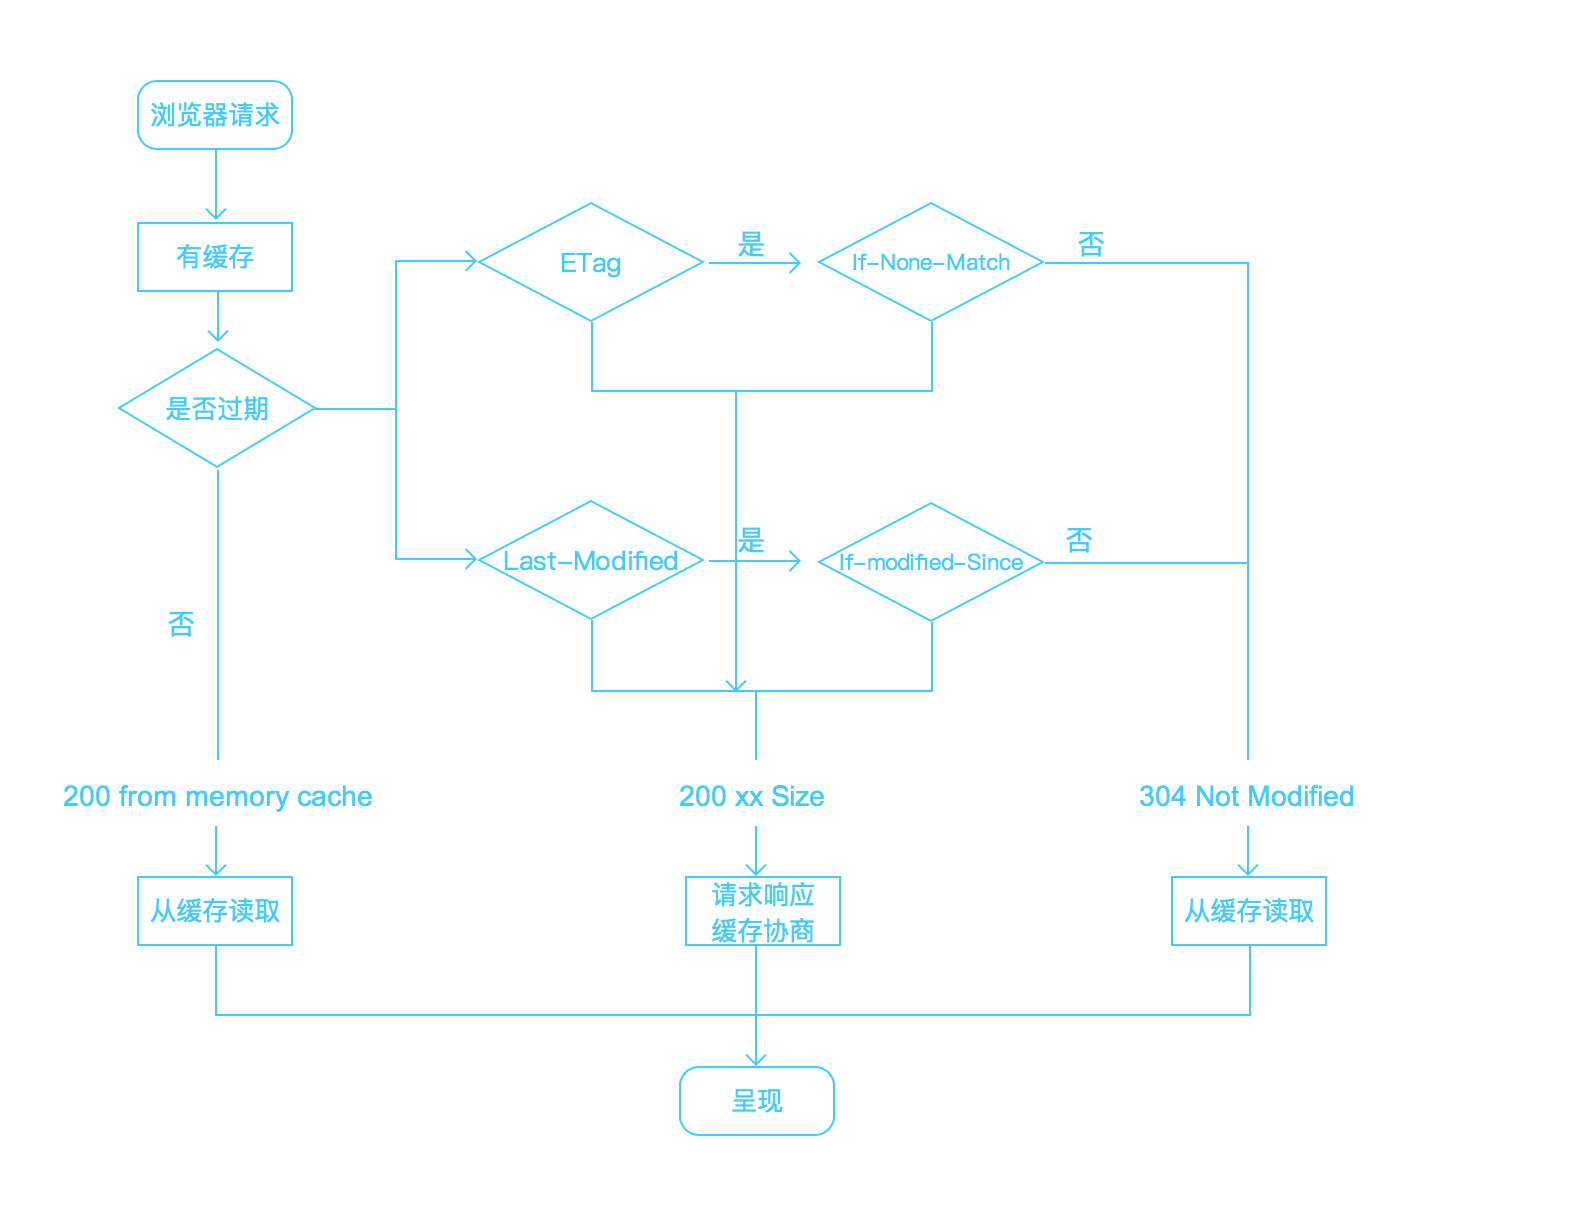 浏览器请求
有缓存
是否过期
否
ETag
是
If-None-Match
否
Last-Modified
是
If-modified-Since
否
200 from memory cache
200 xx Size
304 Not Modified
从缓存读取
请求响应
缓存协商
从缓存读取
呈现